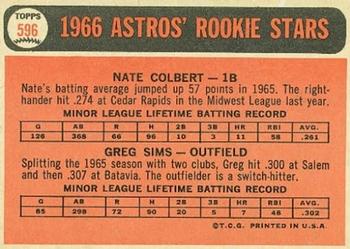 TOPPS
596
1966 ASTROS' ROOKIE STARS
NATE COLBERT — 1B
Nate's batting average jumped up 57 points in 1965. The right-
hander hit .274 at Cedar Rapids in the Midwest League last year.
MINOR LEAGUE LIFETIME BATTING RECORD
G AB R H 2B 3B HR RBI AVG.
126 368 66 96 10 3 11 58 .261
GREG SIMS — OUTFIELD
Splitting the 1965 season with two clubs, Greg hit .300 at Salem
and then .307 at Batavia. The outfielder is a switch-hitter.
MINOR LEAGUE LIFETIME BATTING RECORD
G AB R H 2B 3B HR RBI AVG.
85 298 72 90 20 5 7 48 .302
©T.C.G. PRINTED IN U.S.A.